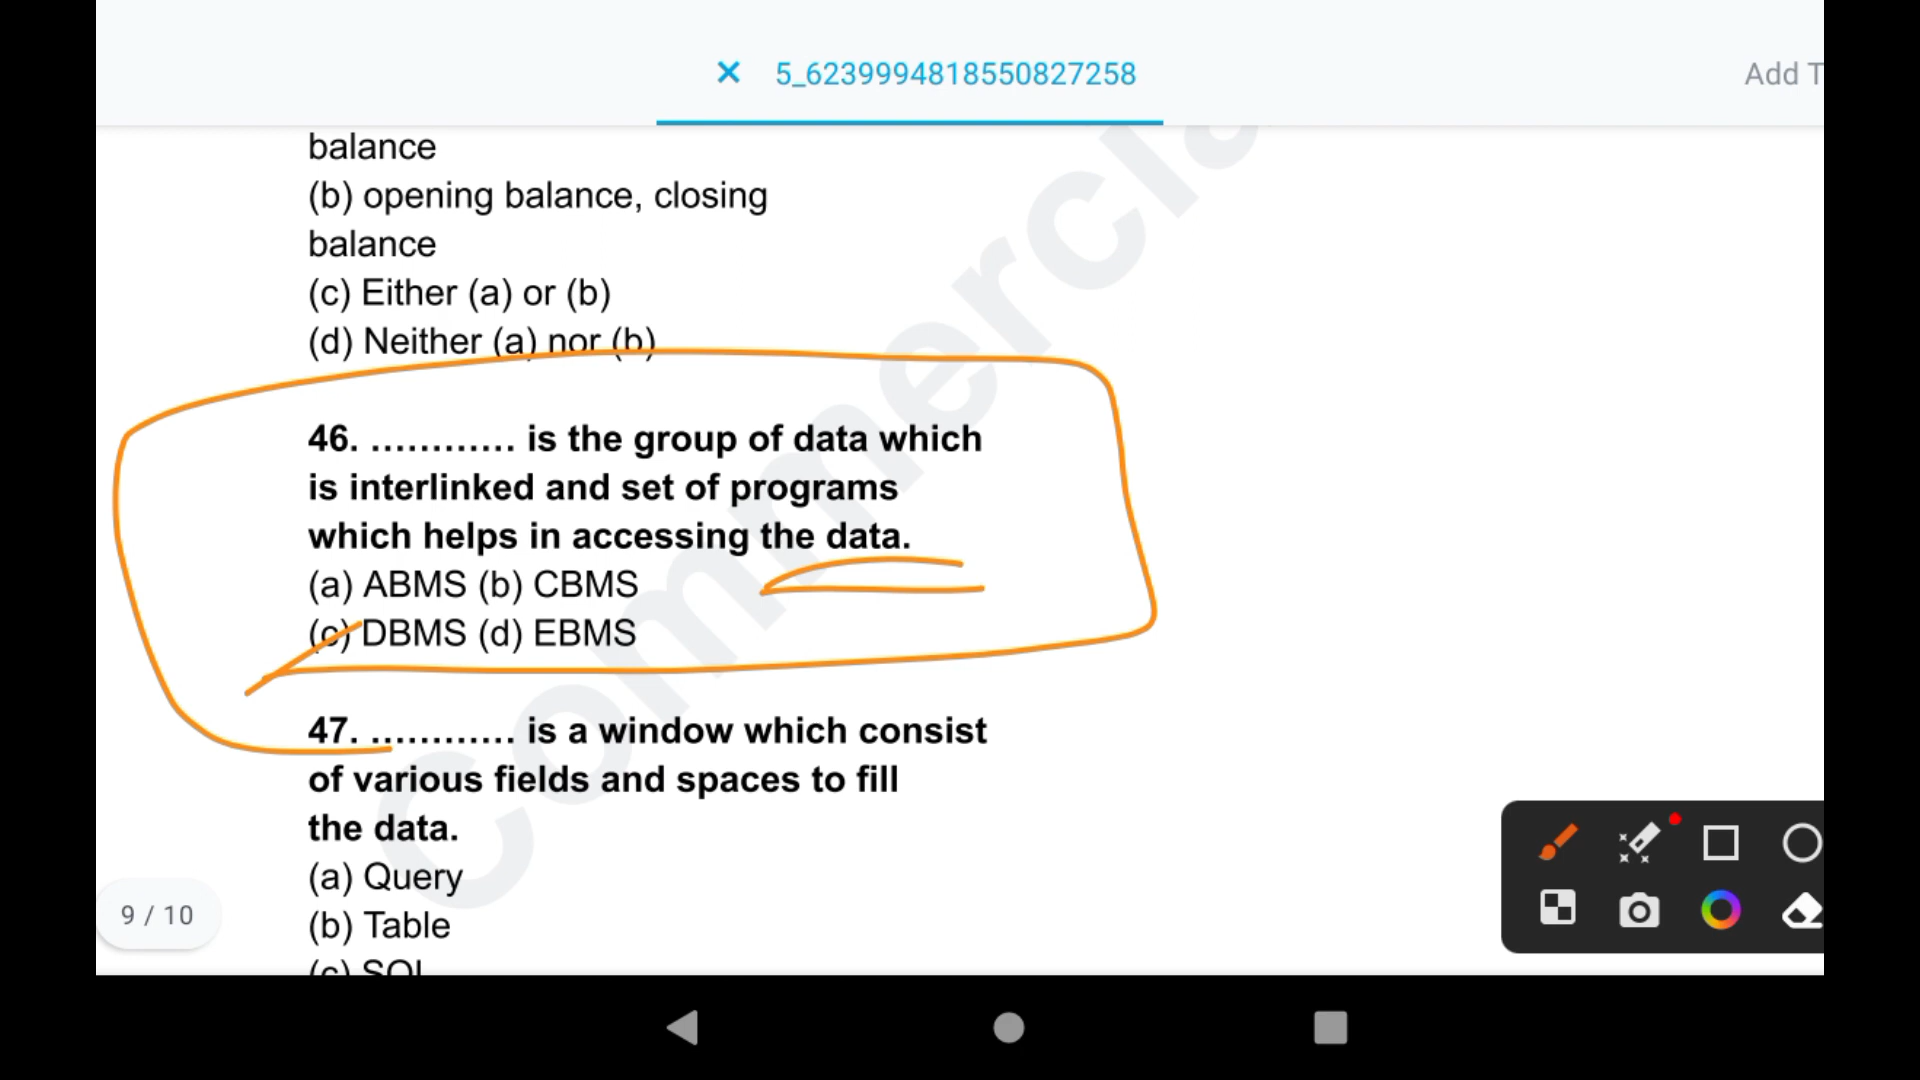 5_6239994818550827258
Add T
balance
(b) opening balance, closing
balance
(c) Either (a) or (b)
(d) Neither (a) nor (b)
46. ............ is the group of data which
is interlinked and set of programs
which helps in accessing the data.
(a) ABMS (b) CBMS
(c) DBMS (d) EBMS
47. ............ is a window which consist
of various fields and spaces to fill
the data.
(a) Query
(b) Table
(c) SQL
9 / 10
Commercia